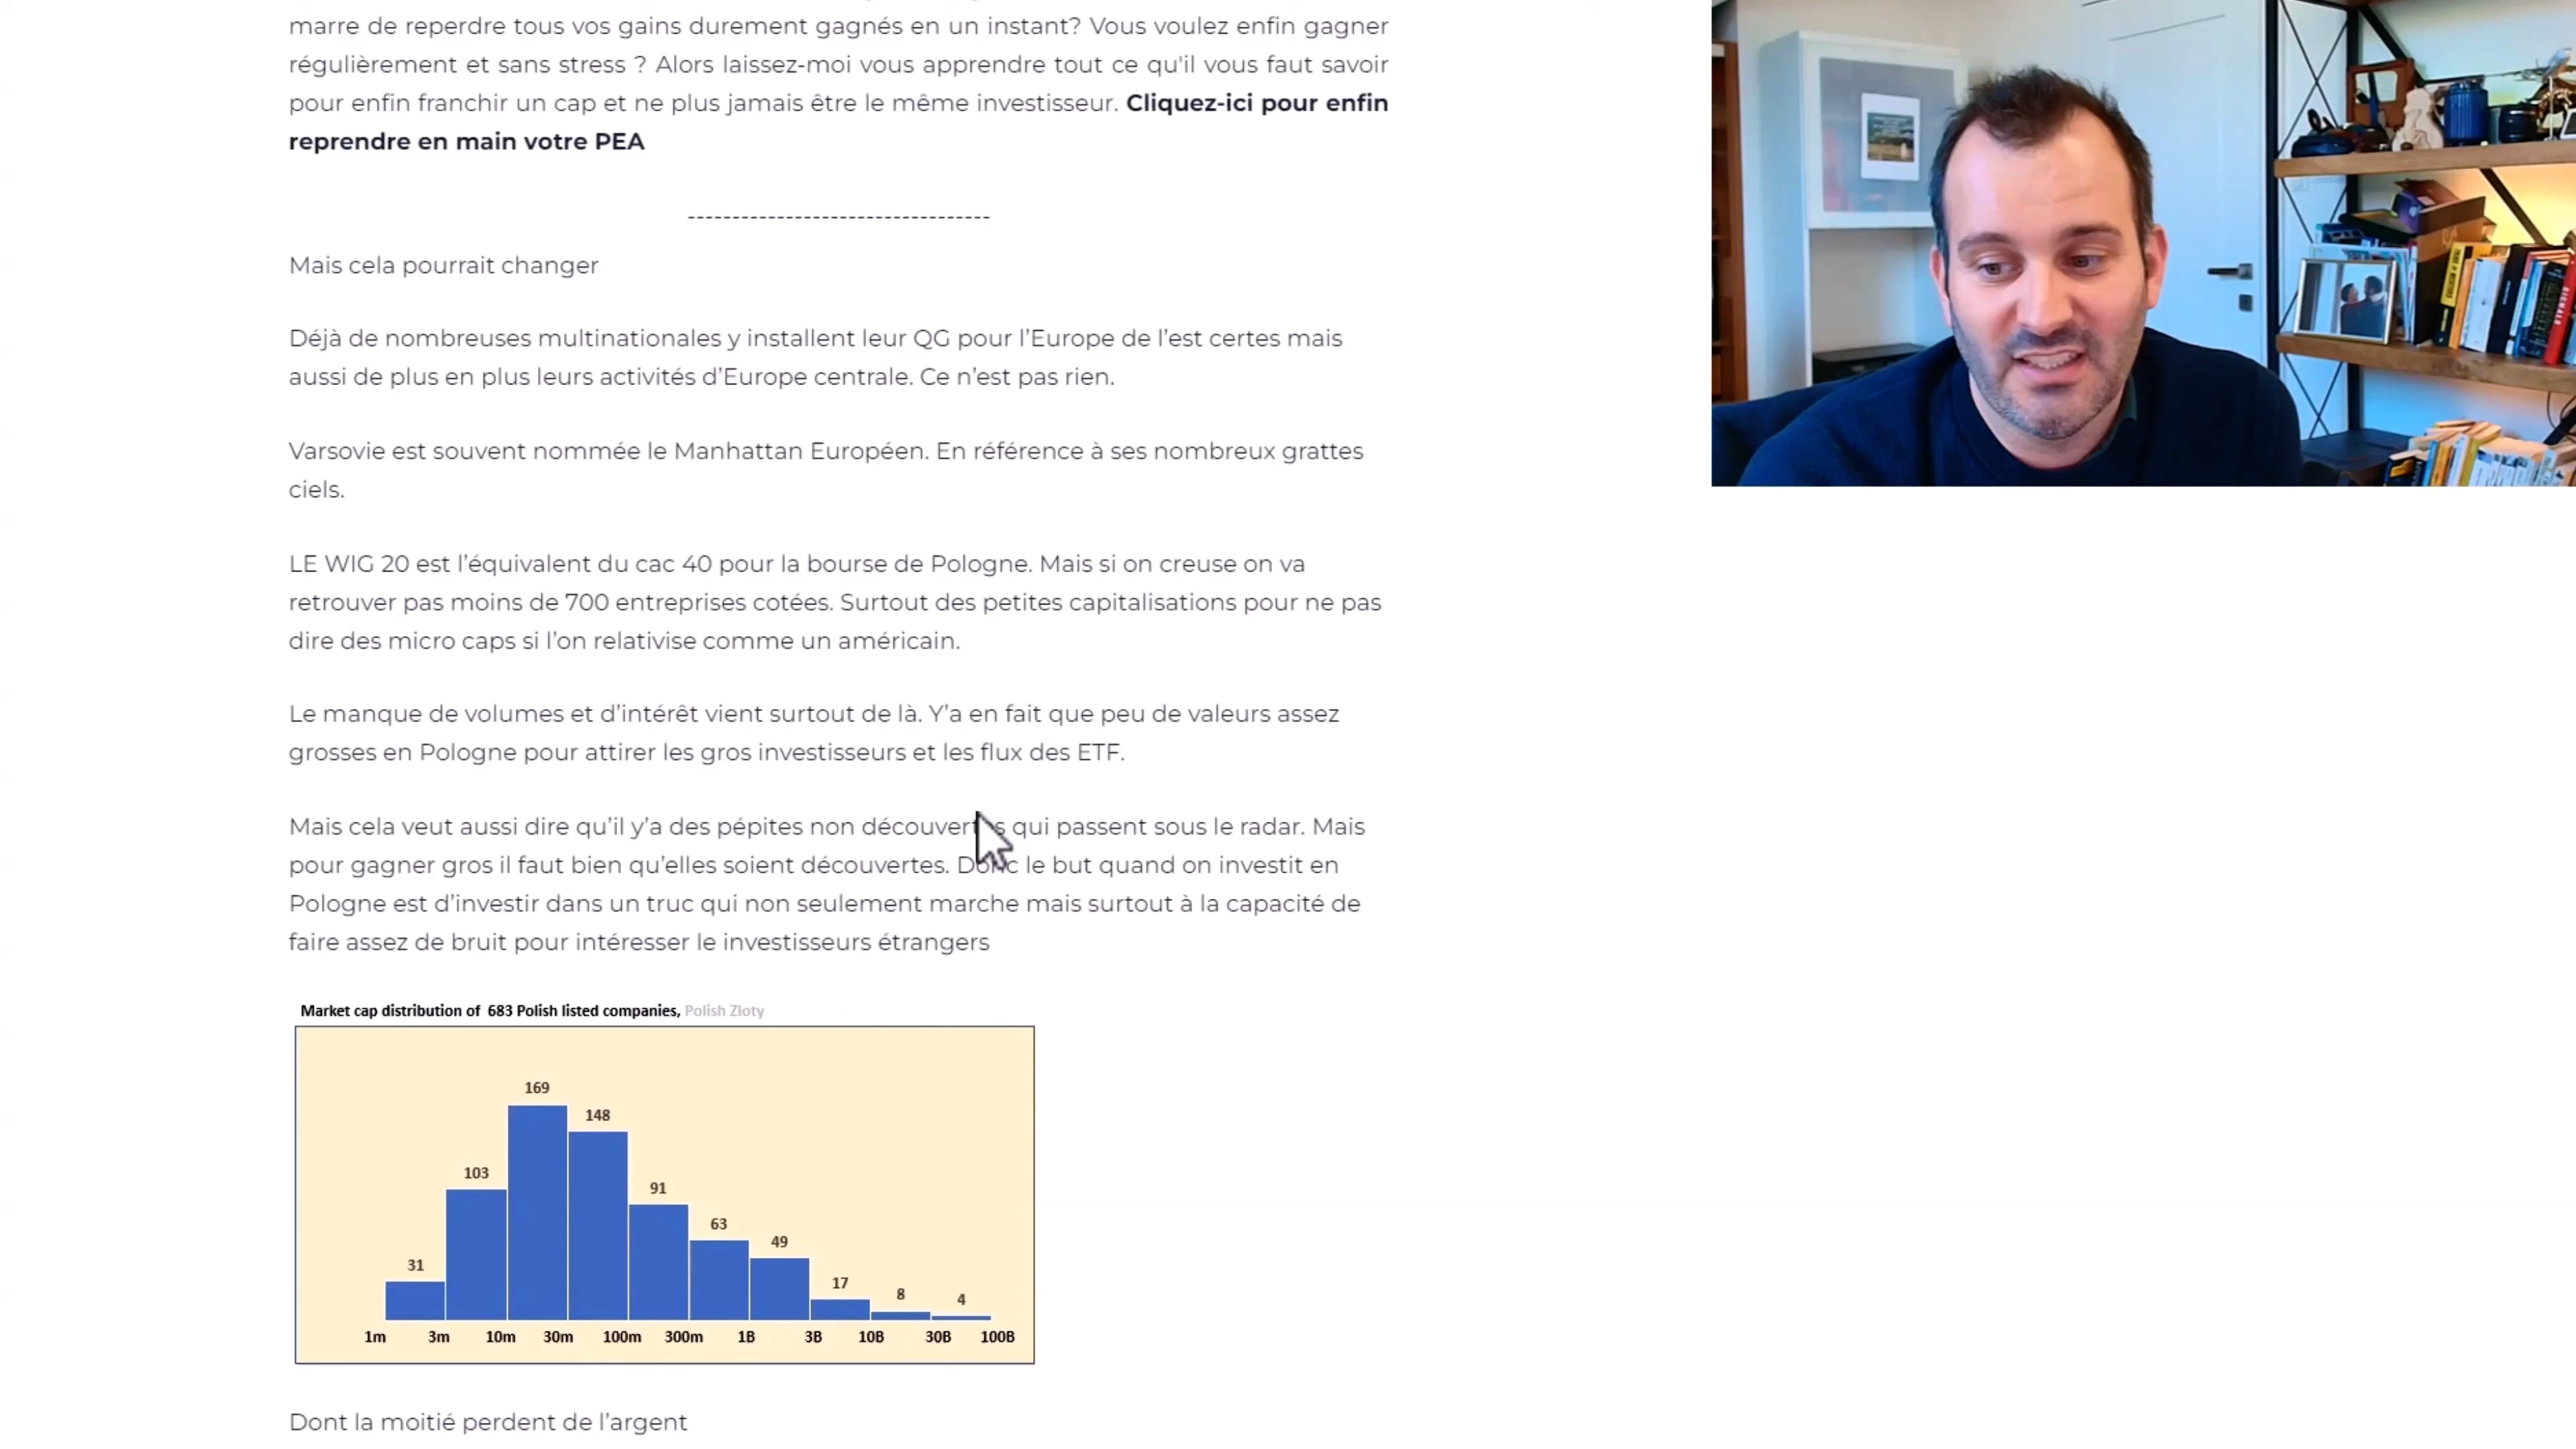 marre de reperdre tous vos gains durement gagnés en un instant? Vous voulez enfin gagner
régulièrement et sans stress ? Alors laissez-moi vous apprendre tout ce qu'il vous faut savoir
pour enfin franchir un cap et ne plus jamais être le même investisseur. Cliquez-ici pour enfin
reprendre en main votre PEA
----------------------------------
Mais cela pourrait changer
Déjà de nombreuses multinationales y installent leur QG pour l’Europe de l’est certes mais
aussi de plus en plus leurs activités d’Europe centrale. Ce n’est pas rien.
Varsovie est souvent nommée le Manhattan Européen. En référence à ses nombreux grattes
ciels.
LE WIG 20 est l’équivalent du cac 40 pour la bourse de Pologne. Mais si on creuse on va
retrouver pas moins de 700 entreprises cotées. Surtout des petites capitalisations pour ne pas
dire des micro caps si l’on relativise comme un américain.
Le manque de volumes et d’intérêt vient surtout de là. Y’a en fait que peu de valeurs assez
grosses en Pologne pour attirer les gros investisseurs et les flux des ETF.
Mais cela veut aussi dire qu’il y’a des pépites non découvertes qui passent sous le radar. Mais
pour gagner gros il faut bien qu’elles soient découvertes. Donc le but quand on investit en
Pologne est d’investir dans un truc qui non seulement marche mais surtout à la capacité de
faire assez de bruit pour intéresser le investisseurs étrangers
Market cap distribution of 683 Polish listed companies, Polish Zloty
169
148
103
91
63
49
31
17
8
4
1m 3m 10m 30m 100m 300m 1B 3B 10B 30B 100B
Dont la moitié perdent de l’argent